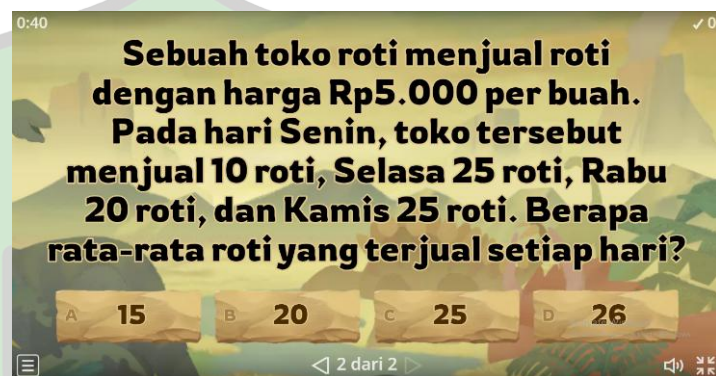 0:40
✓ 0
Sebuah toko roti menjual roti
dengan harga Rp5.000 per buah.
Pada hari Senin, toko tersebut
menjual 10 roti, Selasa 25 roti, Rabu
20 roti, dan Kamis 25 roti. Berapa
rata-rata roti yang terjual setiap hari?
A 15
B 20
C 25
D 26
2 dari 2